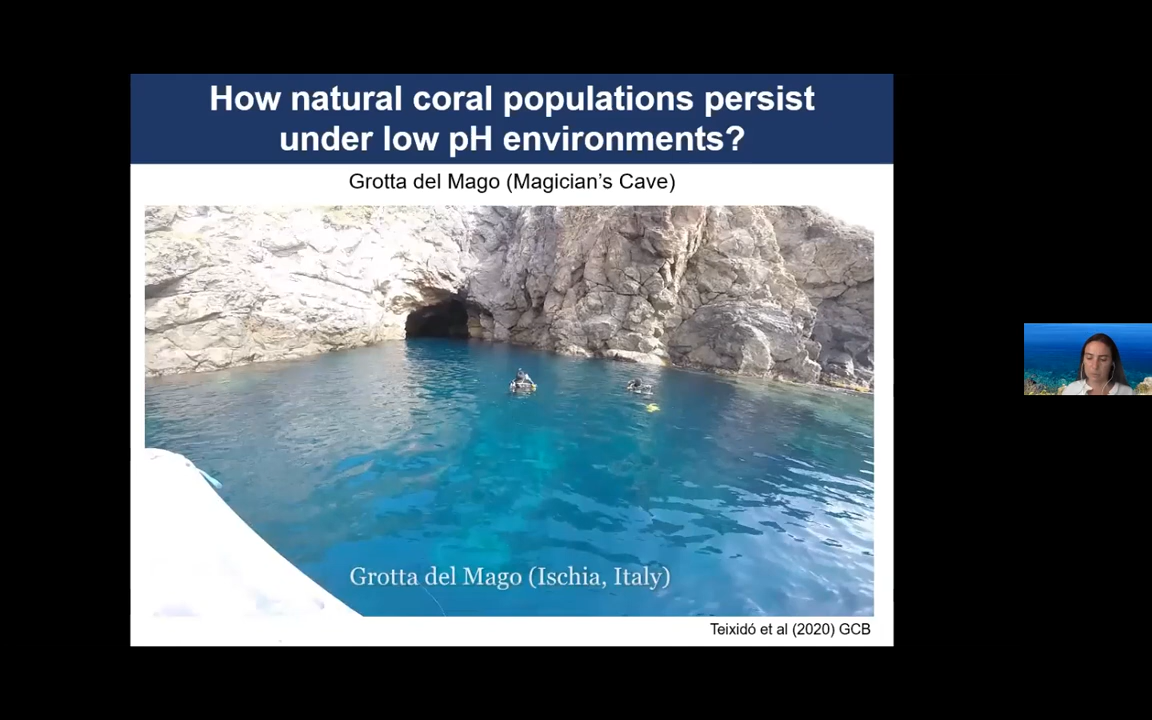 How natural coral populations persist
under low pH environments?
Grotta del Mago (Magician's Cave)
Grotta del Mago (Ischia, Italy)
Teixidó et al (2020) GCB